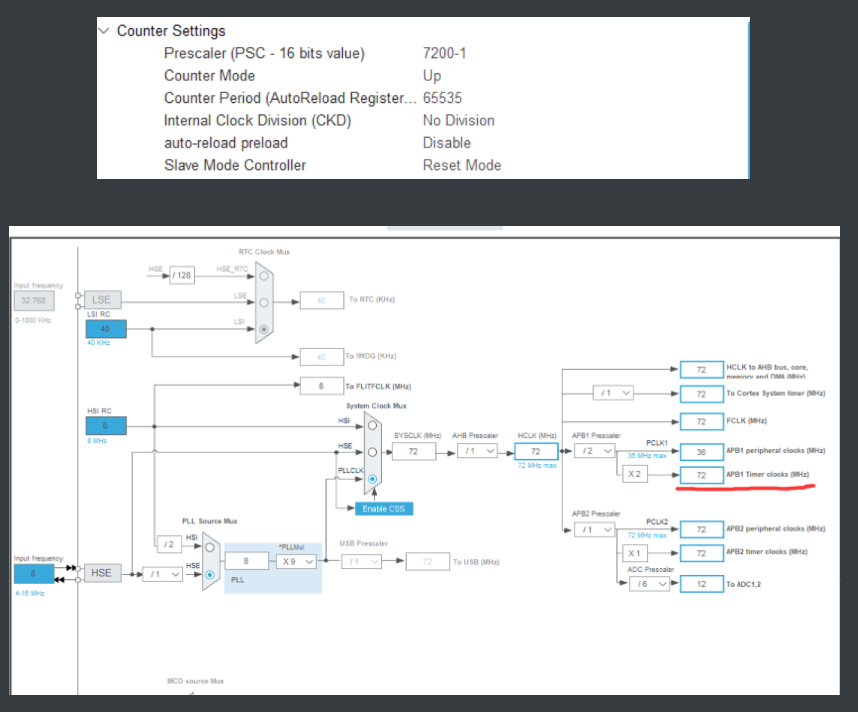 Counter Settings
Prescaler (PSC - 16 bits value) 7200-1
Counter Mode Up
Counter Period (AutoReload Register... 65535
Internal Clock Division (CKD) No Division
auto-reload preload Disable
Slave Mode Controller Reset Mode
RTC Clock Mux
HSE / 128 HSE_RTC
Input frequency
32.768
0-1000 KHz
LSE
LSE
40 To RTC (KHz)
LSI RC
40
40 KHz
LSI
40 To IWDG (KHz)
8 To FLITFCLK (MHz)
System Clock Mux
HSI RC
8
8 MHz
HSI
HSE
PLLCLK
Enable CSS
SYSCLK (MHz)
72
AHB Prescaler
/ 1
HCLK (MHz)
72
72 MHz max
72 HCLK to AHB bus, core,
memory and DMA (MHz)
/ 1 72 To Cortex System timer (MHz)
72 FCLK (MHz)
APB1 Prescaler
/ 2
PCLK1
36 MHz max
36 APB1 peripheral clocks (MHz)
X 2 72 APB1 Timer clocks (MHz)
APB2 Prescaler
/ 1
PCLK2
72 MHz max
72 APB2 peripheral clocks (MHz)
X 1 72 APB2 timer clocks (MHz)
ADC Prescaler
/ 6 12 To ADC1,2
PLL Source Mux
/ 2 HSI
Input frequency
8
4-16 MHz
HSE
/ 1 HSE
8
*PLLMul
X 9
PLL
USB Prescaler
/ 1 72 To USB (MHz)
MCO source Mux